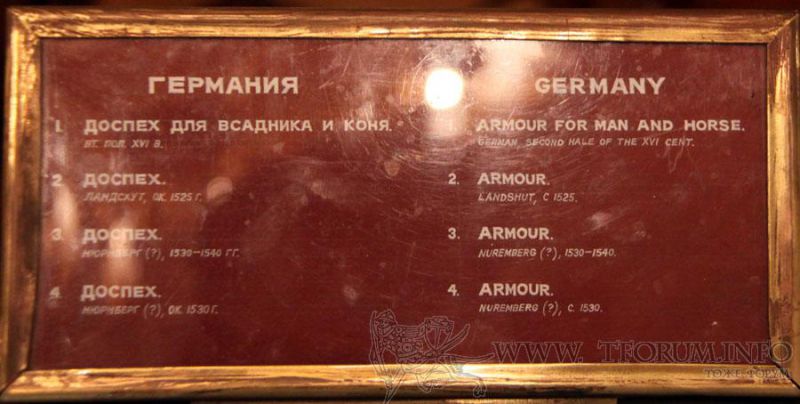 ГЕРМАНИЯ
1. ДОСПЕХ ДЛЯ ВСАДНИКА И КОНЯ.
ВТ. ПОЛ. XVI В.
2. ДОСПЕХ.
ЛАНДСХУТ, ОК. 1525 Г.
3. ДОСПЕХ.
НЮРНБЕРГ (?), 1530-1540 ГГ.
4. ДОСПЕХ.
НЮРНБЕРГ (?), ОК. 1530 Г.
GERMANY
1. ARMOUR FOR MAN AND HORSE.
GERMAN, SECOND HALE OF THE XVI CENT.
2. ARMOUR.
LANDSHUT, C 1525.
3. ARMOUR.
NUREMBERG (?), 1530-1540.
4. ARMOUR.
NUREMBERG (?), C. 1530.
WWW.TFORUM.INFO
ТОЖЕ ФОРУМ